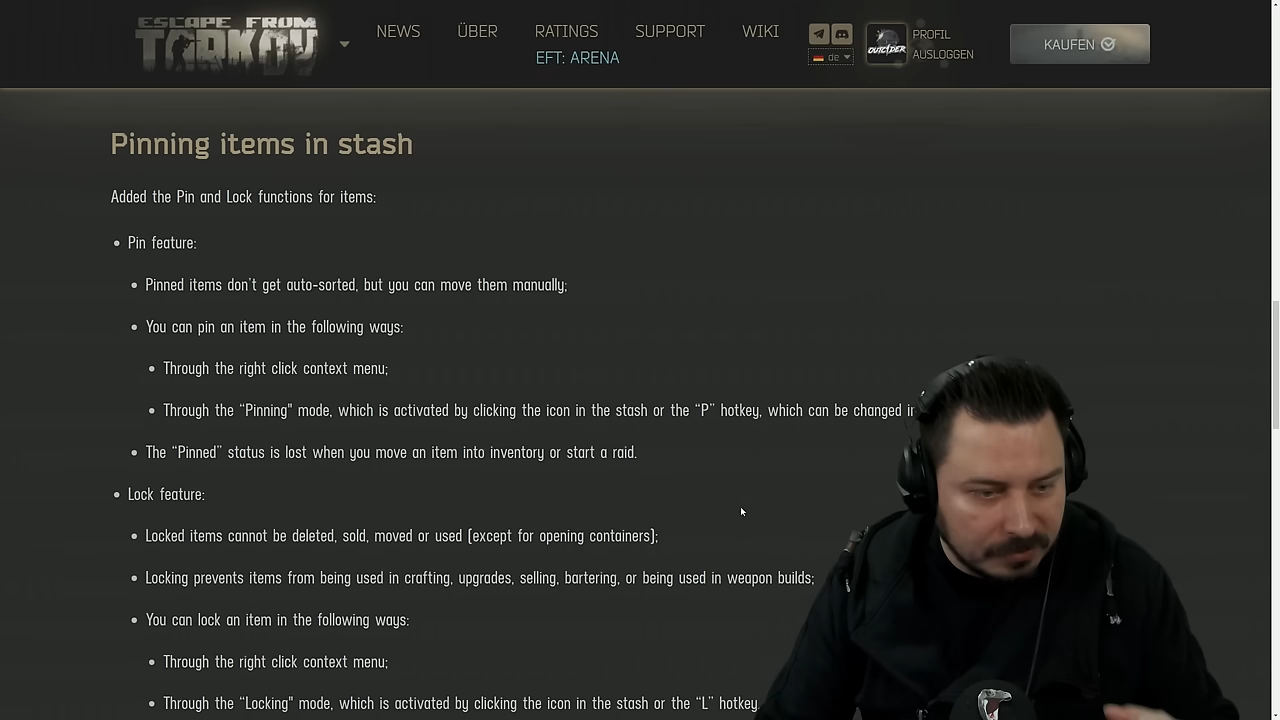 ESCAPE FROM
TARKOV
NEWS
ÜBER
RATINGS
SUPPORT
WIKI
EFT: ARENA
de
OUTCIDER
PROFIL
AUSLOGGEN
KAUFEN
Pinning items in stash
Added the Pin and Lock functions for items:
• Pin feature:
• Pinned items don't get auto-sorted, but you can move them manually;
• You can pin an item in the following ways:
• Through the right click context menu;
• Through the “Pinning" mode, which is activated by clicking the icon in the stash or the “P” hotkey, which can be changed in
• The “Pinned” status is lost when you move an item into inventory or start a raid.
• Lock feature:
• Locked items cannot be deleted, sold, moved or used (except for opening containers);
• Locking prevents items from being used in crafting, upgrades, selling, bartering, or being used in weapon builds;
• You can lock an item in the following ways:
• Through the right click context menu;
• Through the “Locking" mode, which is activated by clicking the icon in the stash or the “L” hotkey.